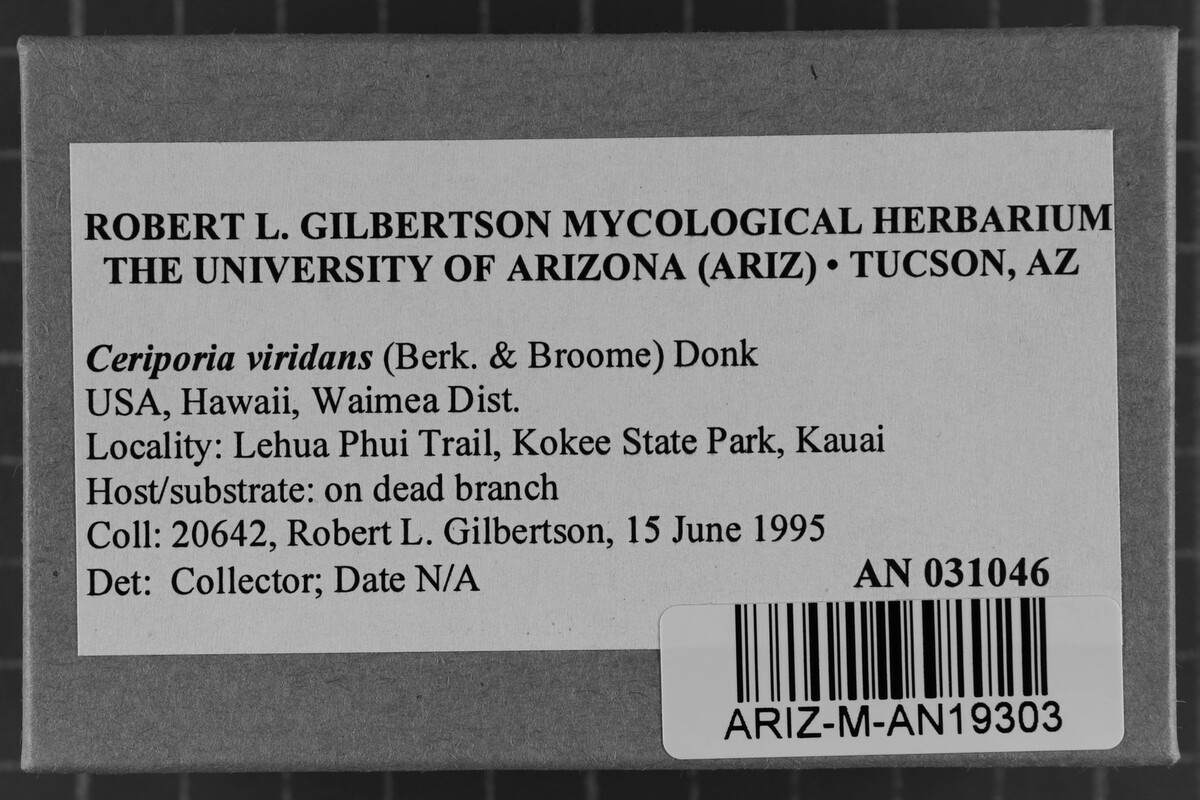 ROBERT L. GILBERTSON MYCOLOGICAL HERBARIUM
THE UNIVERSITY OF ARIZONA (ARIZ) • TUCSON, AZ
Ceriporia viridans (Berk. & Broome) Donk
USA, Hawaii, Waimea Dist.
Locality: Lehua Phui Trail, Kokee State Park, Kauai
Host/substrate: on dead branch
Coll: 20642, Robert L. Gilbertson, 15 June 1995
Det: Collector; Date N/A
AN 031046
ARIZ-M-AN19303